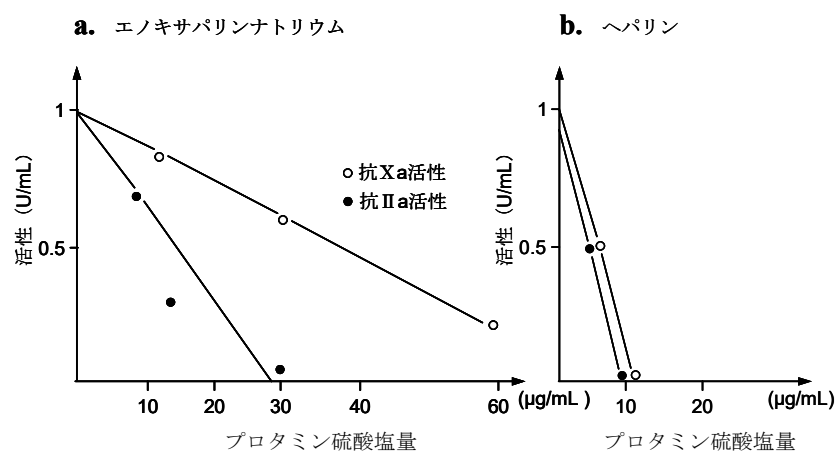 a. エノキサパリンナトリウム
1
0.5
活性（U/mL）
抗Ⅹa活性
抗Ⅱa活性
10 20 30 40 60 (μg/mL )
プロタミン硫酸塩量
b. ヘパリン
1
0.5
活性（U/mL）
10 20 (μg/mL)
プロタミン硫酸塩量